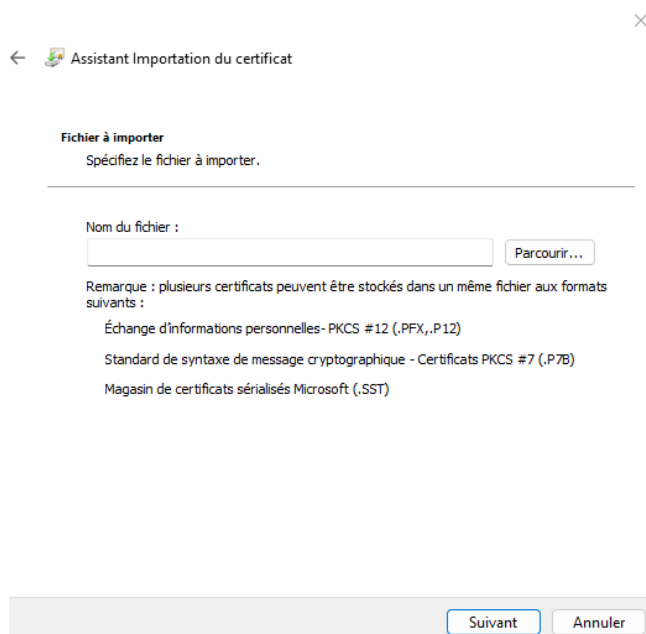 Assistant Importation du certificat
Fichier à importer
Spécifiez le fichier à importer.
Nom du fichier :
Parcourir...
Remarque : plusieurs certificats peuvent être stockés dans un même fichier aux formats
suivants :
Échange d'informations personnelles- PKCS #12 (.PFX,.P12)
Standard de syntaxe de message cryptographique - Certificats PKCS #7 (.P7B)
Magasin de certificats sérialisés Microsoft (.SST)
Suivant
Annuler